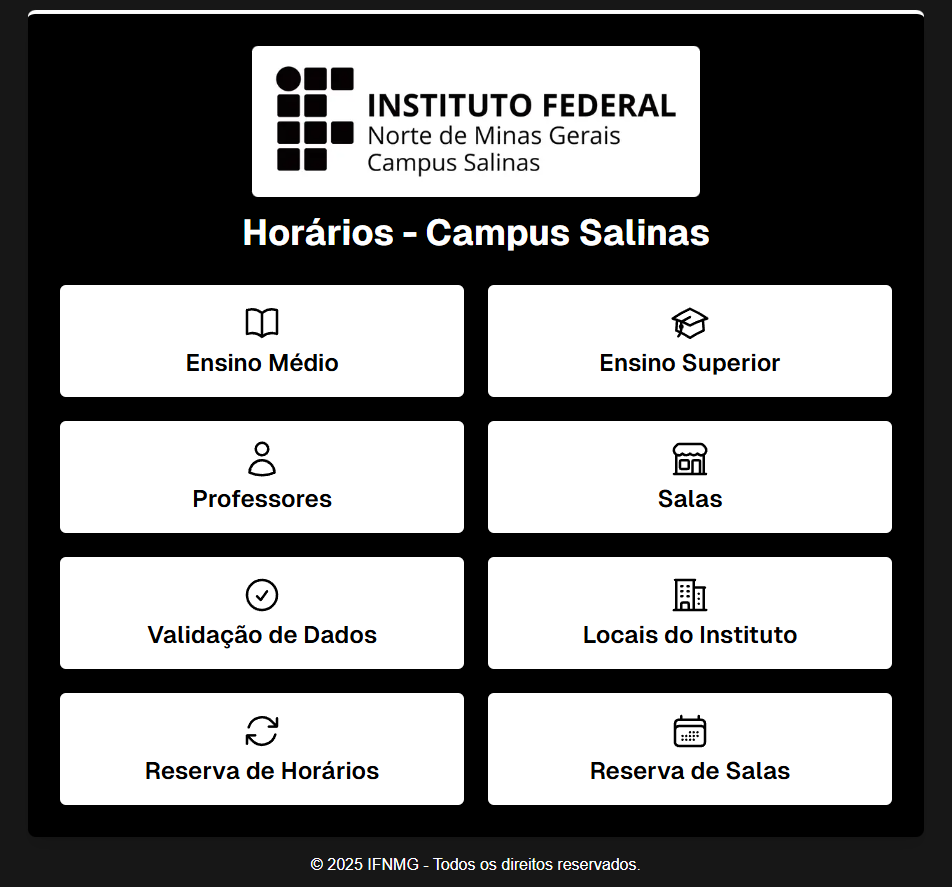 INSTITUTO FEDERAL
Norte de Minas Gerais
Campus Salinas
Horários - Campus Salinas
Ensino Médio
Ensino Superior
Professores
Salas
Validação de Dados
Locais do Instituto
Reserva de Horários
Reserva de Salas
© 2025 IFNMG - Todos os direitos reservados.